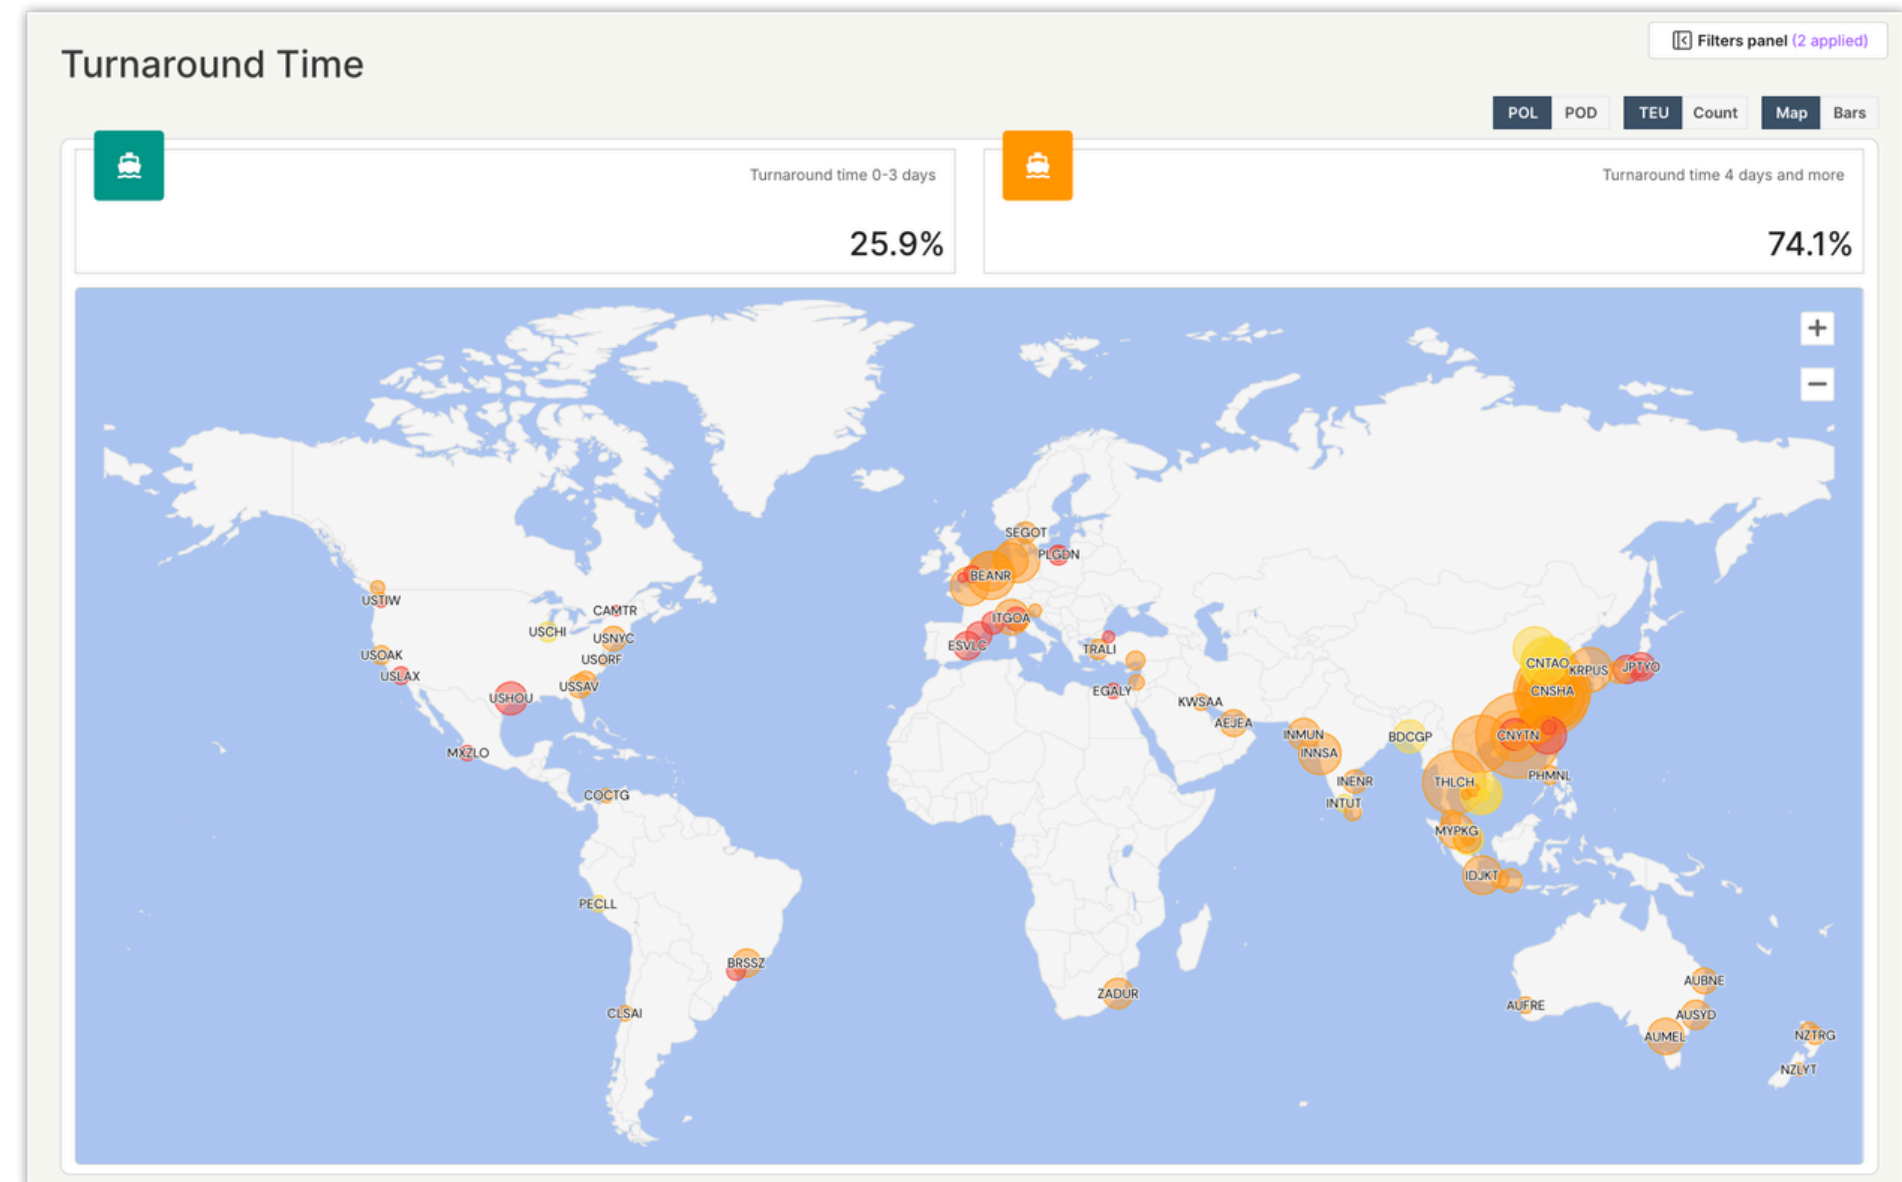 Filters panel (2 applied)
Turnaround Time
POL POD TEU Count Map Bars
Turnaround time 0-3 days
25.9%
Turnaround time 4 days and more
74.1%
+
−
SEGOT
PLGDN
BEANR
USTIW
CAMTR
ITGOA
USCHI
USNYC
ESVLC
TRALI
USOAK
USORF
CNTAO
KRPUS
JPTYO
USLAX
USSAV
EGALY
CNSHA
USHOU
KWSAA
AEJEA
INMUN
BDCGP
CNYTN
MXZLO
INNSA
PHMNL
COCTG
INENR
THLCH
INTUT
MYPKG
IDJKT
PECLL
BRSSZ
AUBNE
ZADUR
AUFRE
CLSAI
AUSYD
AUMEL
NZTRG
NZLYT